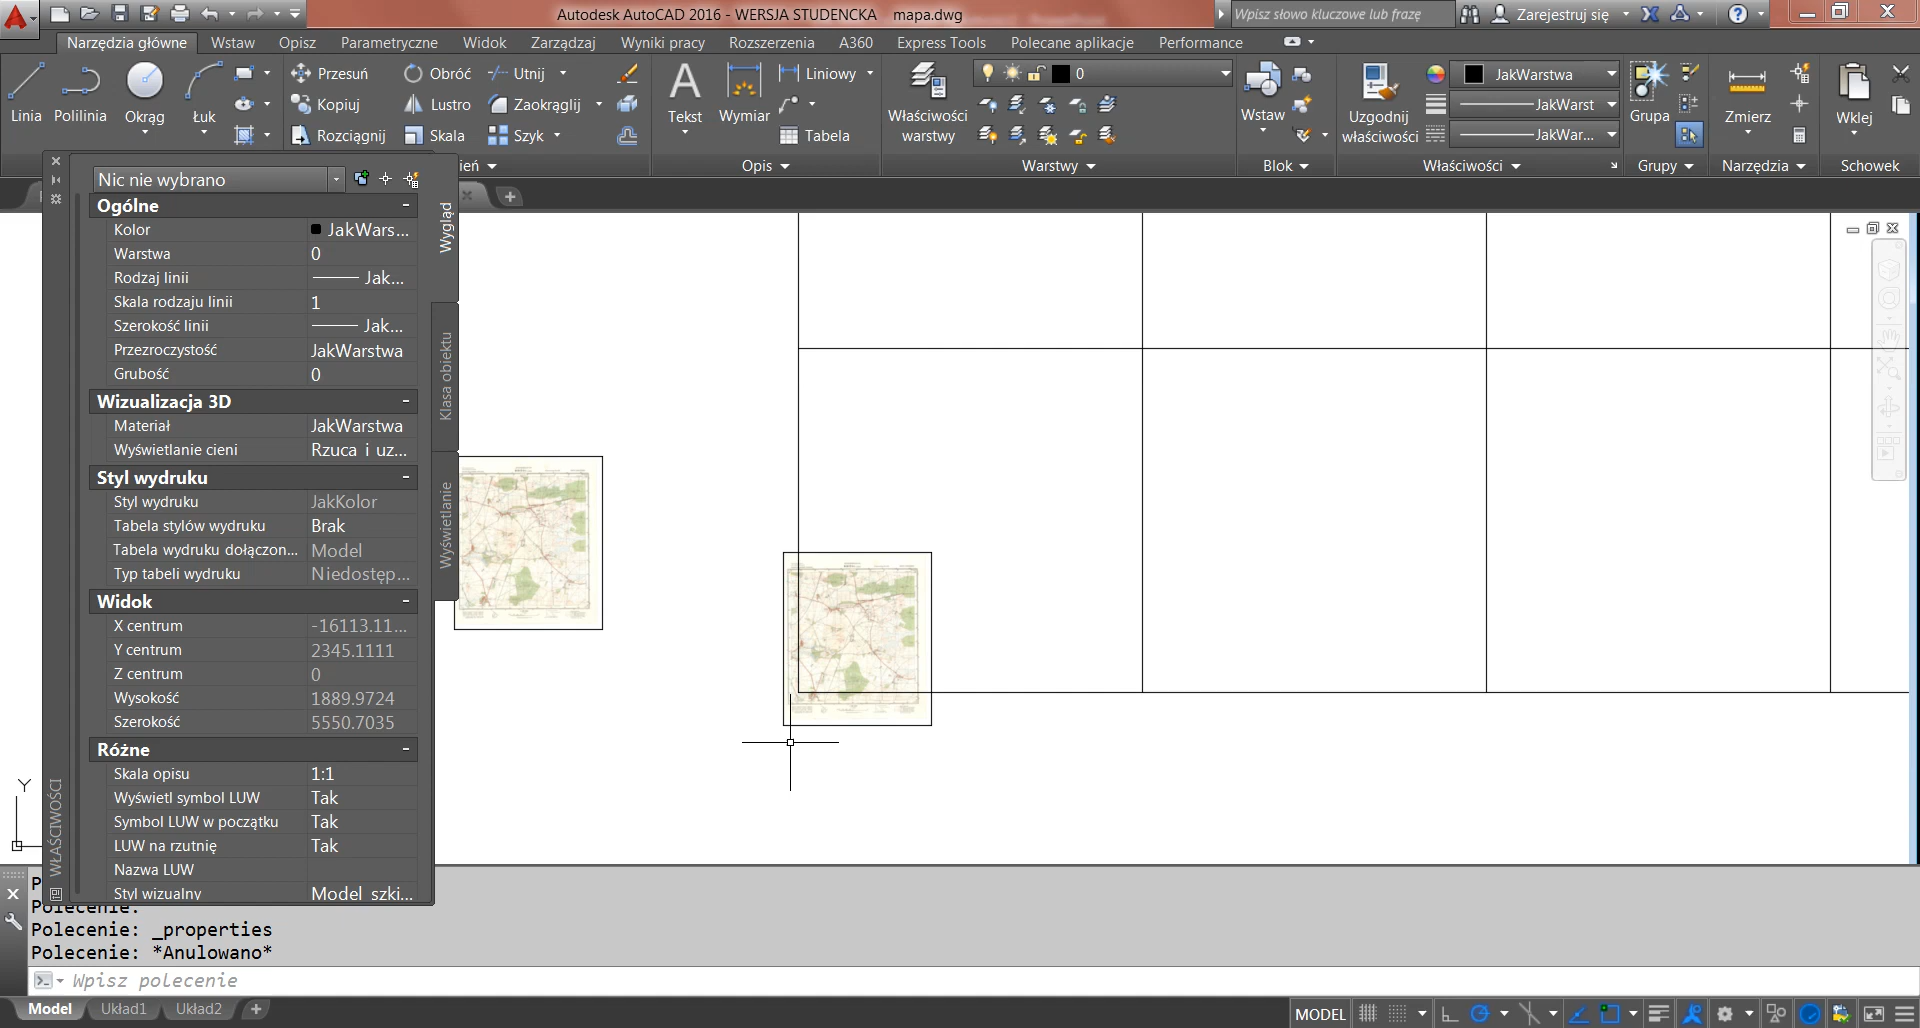 Autodesk AutoCAD 2016 - WERSJA STUDENCKA mapa.dwg
Wpisz słowo kluczowe lub frazę
Zarejestruj się
Narzędzia główne Wstaw Opisz Parametryczne Widok Zarządzaj Wyniki pracy Rozszerzenia A360 Express Tools Polecane aplikacje Performance
Linia Polilinia Okrąg Łuk
Przesuń Obróć Utnij
Kopiuj Lustro Zaokrąglij
Rozciągnij Skala Szyk
Tekst Wymiar
Liniowy
Tabela
Opis
Właściwości warstwy
0
Warstwy
Wstaw
Blok
Uzgodnij właściwości
JakWarstwa
JakWarst
JakWar...
Właściwości
Grupa
Grupy
Zmierz
Narzędzia
Wklej
Schowek
ień
Nic nie wybrano
Ogólne
Kolor JakWars...
Warstwa 0
Rodzaj linii Jak...
Skala rodzaju linii 1
Szerokość linii Jak...
Przezroczystość JakWarstwa
Grubość 0
Wizualizacja 3D
Materiał JakWarstwa
Wyświetlanie cieni Rzuca i uz...
Styl wydruku
Styl wydruku JakKolor
Tabela stylów wydruku Brak
Tabela wydruku dołączon... Model
Typ tabeli wydruku Niedostęp...
Widok
X centrum -16113.11...
Y centrum 2345.1111
Z centrum 0
Wysokość 1889.9724
Szerokość 5550.7035
Różne
Skala opisu 1:1
Wyświetl symbol LUW Tak
Symbol LUW w początku Tak
LUW na rzutnię Tak
Nazwa LUW
Styl wizualny Model szki...
Wygląd
Klasa obiektu
Wyświetlanie
WŁAŚCIWOŚCI
Y
P
Polecenie:
Polecenie: _properties
Polecenie: *Anulowano*
Wpisz polecenie
Model Układ1 Układ2
MODEL